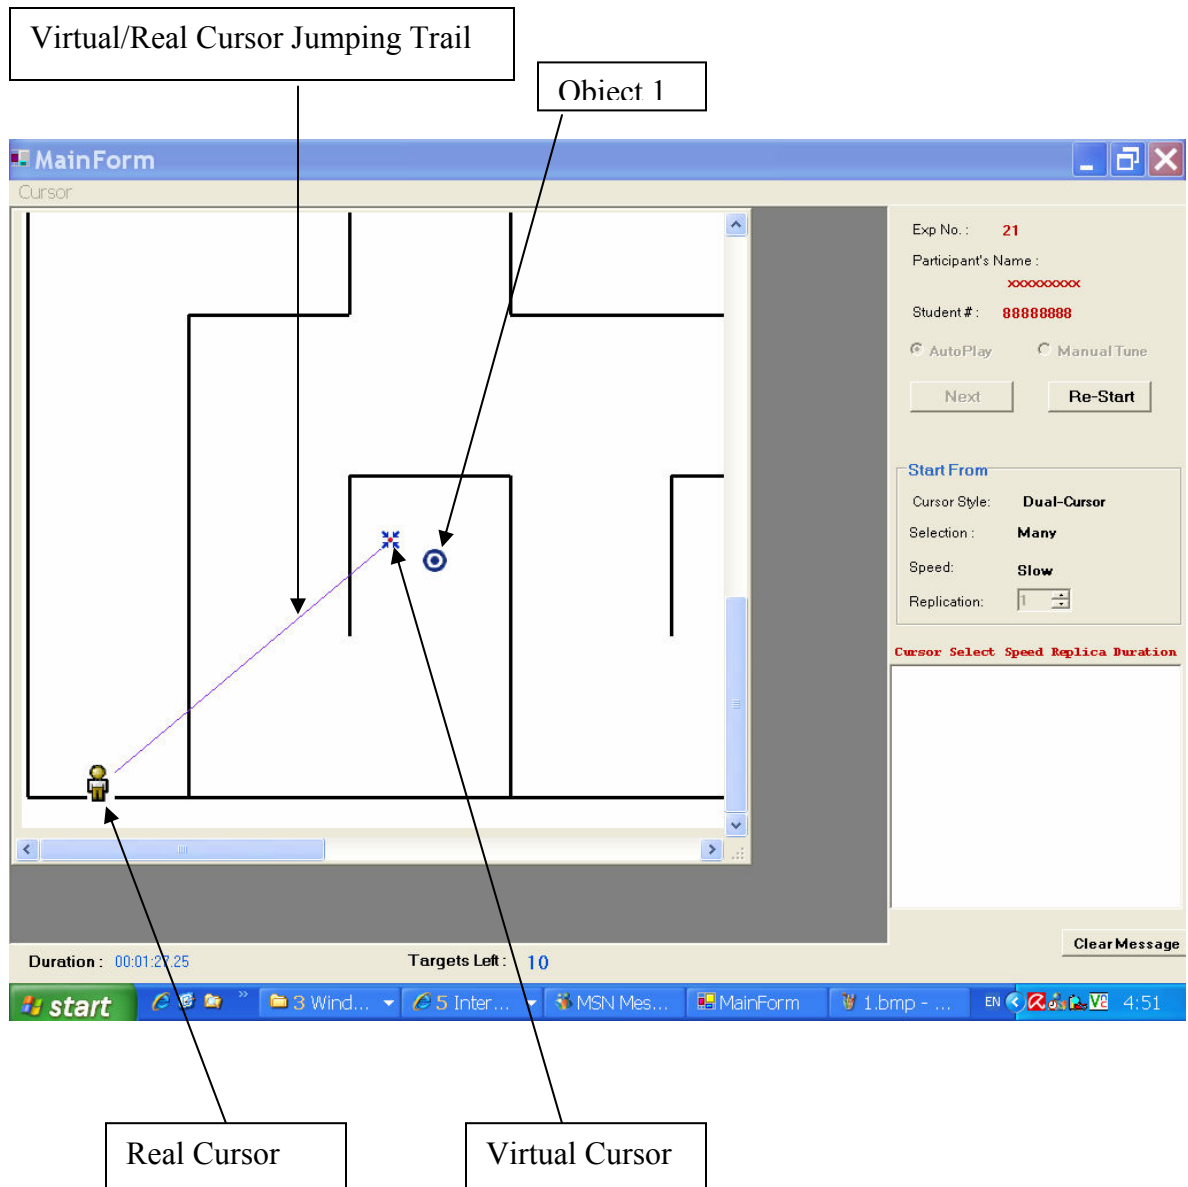 Virtual/Real Cursor Jumping Trail
Object 1
MainForm
Cursor
Exp No. : 21
Participant's Name :
xxxxxxxxx
Student # : 88888888
AutoPlay Manual Tune
Next Re-Start
Start From
Cursor Style: Dual-Cursor
Selection : Many
Speed: Slow
Replication: 1
Cursor Select Speed Replica Duration
Clear Message
Duration : 00:01:27.25 Targets Left : 10
start 3 Wind... 5 Inter... MSN Mes... MainForm 1.bmp - ... EN V2 4:51
Real Cursor
Virtual Cursor